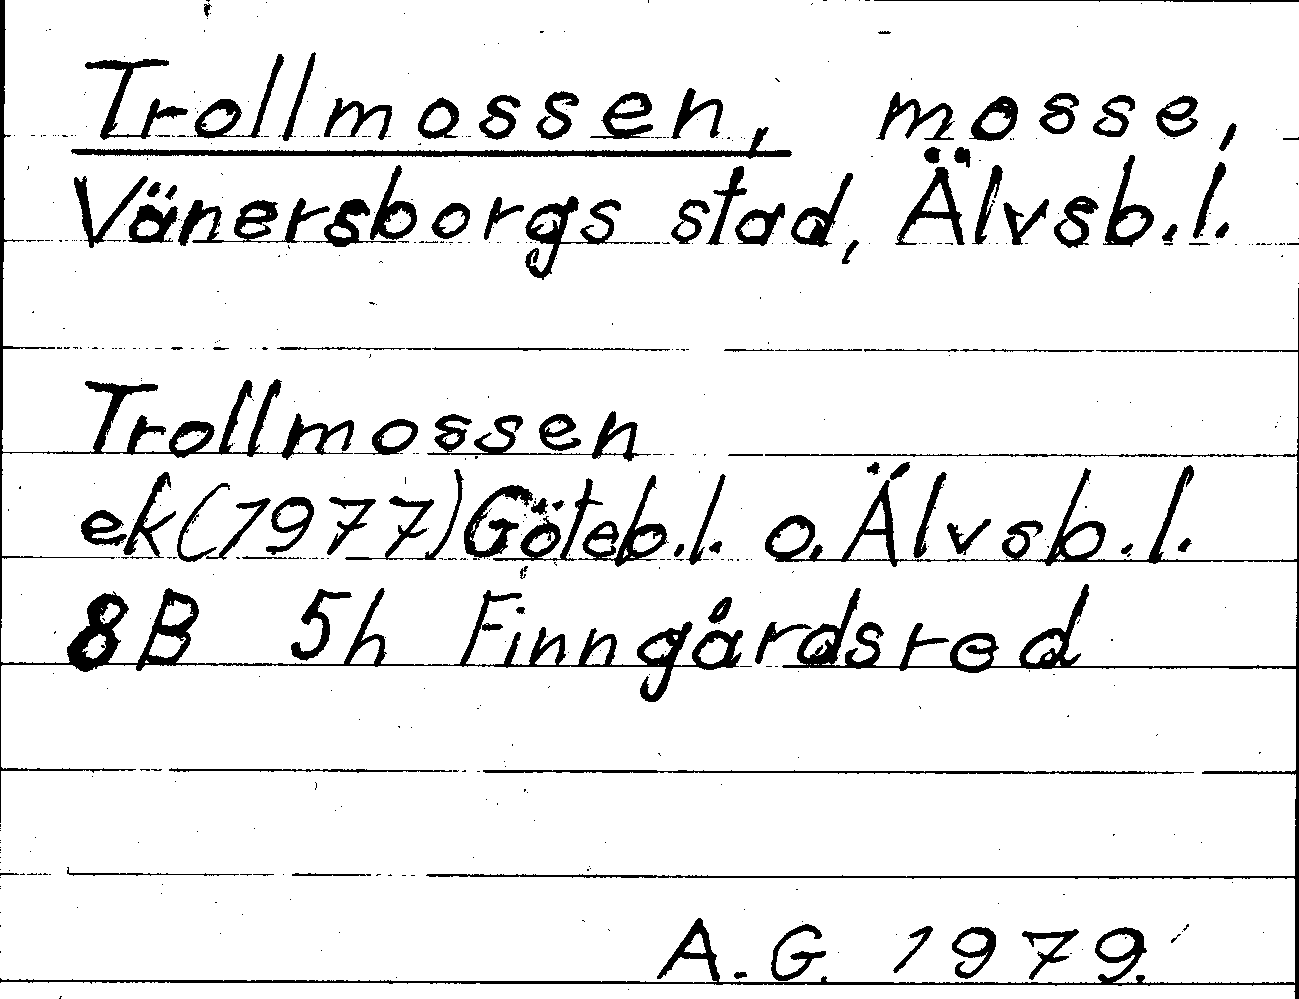 Trollmossen, mosse,
Vänersborgs stad, Älvsb.l.
Trollmossen
ek(1977)Göteb.l. o. Älvsb.l.
8B 5h Finngårdsred
A.G. 1979.